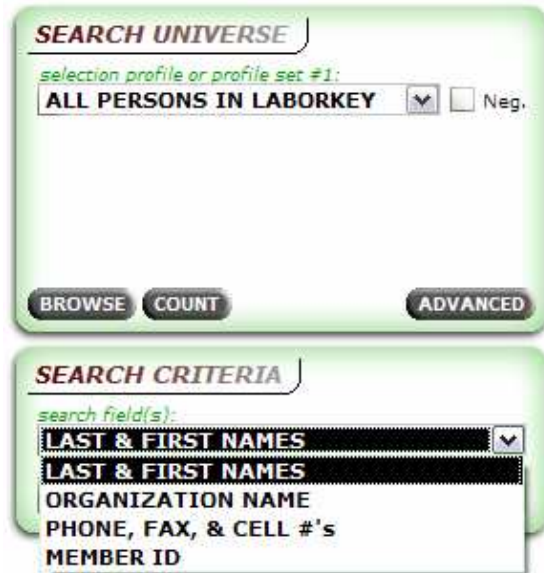 SEARCH UNIVERSE
selection profile or profile set #1:
ALL PERSONS IN LABORKEY Neg.
BROWSE COUNT ADVANCED
SEARCH CRITERIA
search field(s):
LAST & FIRST NAMES
LAST & FIRST NAMES
ORGANIZATION NAME
PHONE, FAX, & CELL #'s
MEMBER ID